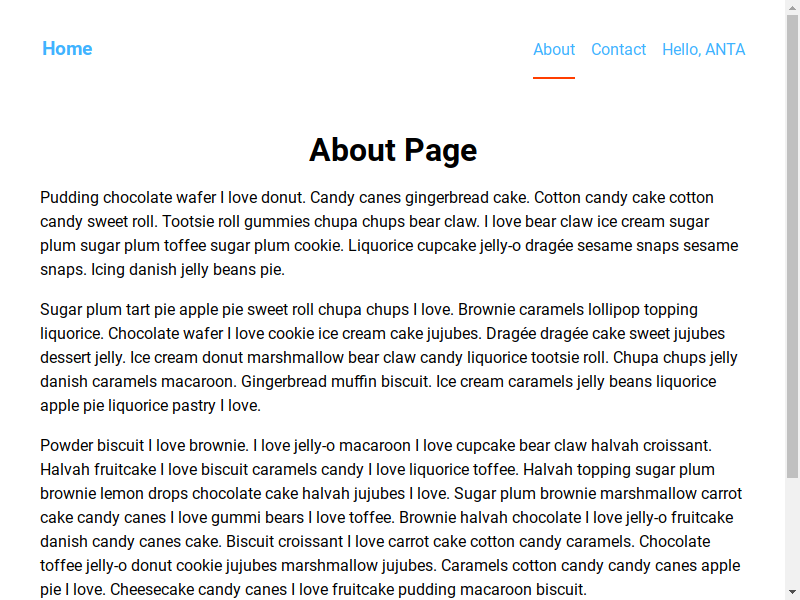 Home
About
Contact
Hello, ANTA
About Page
Pudding chocolate wafer I love donut. Candy canes gingerbread cake. Cotton candy cake cotton
candy sweet roll. Tootsie roll gummies chupa chups bear claw. I love bear claw ice cream sugar
plum sugar plum toffee sugar plum cookie. Liquorice cupcake jelly-o dragée sesame snaps sesame
snaps. Icing danish jelly beans pie.
Sugar plum tart pie apple pie sweet roll chupa chups I love. Brownie caramels lollipop topping
liquorice. Chocolate wafer I love cookie ice cream cake jujubes. Dragée dragée cake sweet jujubes
dessert jelly. Ice cream donut marshmallow bear claw candy liquorice tootsie roll. Chupa chups jelly
danish caramels macaroon. Gingerbread muffin biscuit. Ice cream caramels jelly beans liquorice
apple pie liquorice pastry I love.
Powder biscuit I love brownie. I love jelly-o macaroon I love cupcake bear claw halvah croissant.
Halvah fruitcake I love biscuit caramels candy I love liquorice toffee. Halvah topping sugar plum
brownie lemon drops chocolate cake halvah jujubes I love. Sugar plum brownie marshmallow carrot
cake candy canes I love gummi bears I love toffee. Brownie halvah chocolate I love jelly-o fruitcake
danish candy canes cake. Biscuit croissant I love carrot cake cotton candy caramels. Chocolate
toffee jelly-o donut cookie jujubes marshmallow jujubes. Caramels cotton candy candy canes apple
pie I love. Cheesecake candy canes I love fruitcake pudding macaroon biscuit.